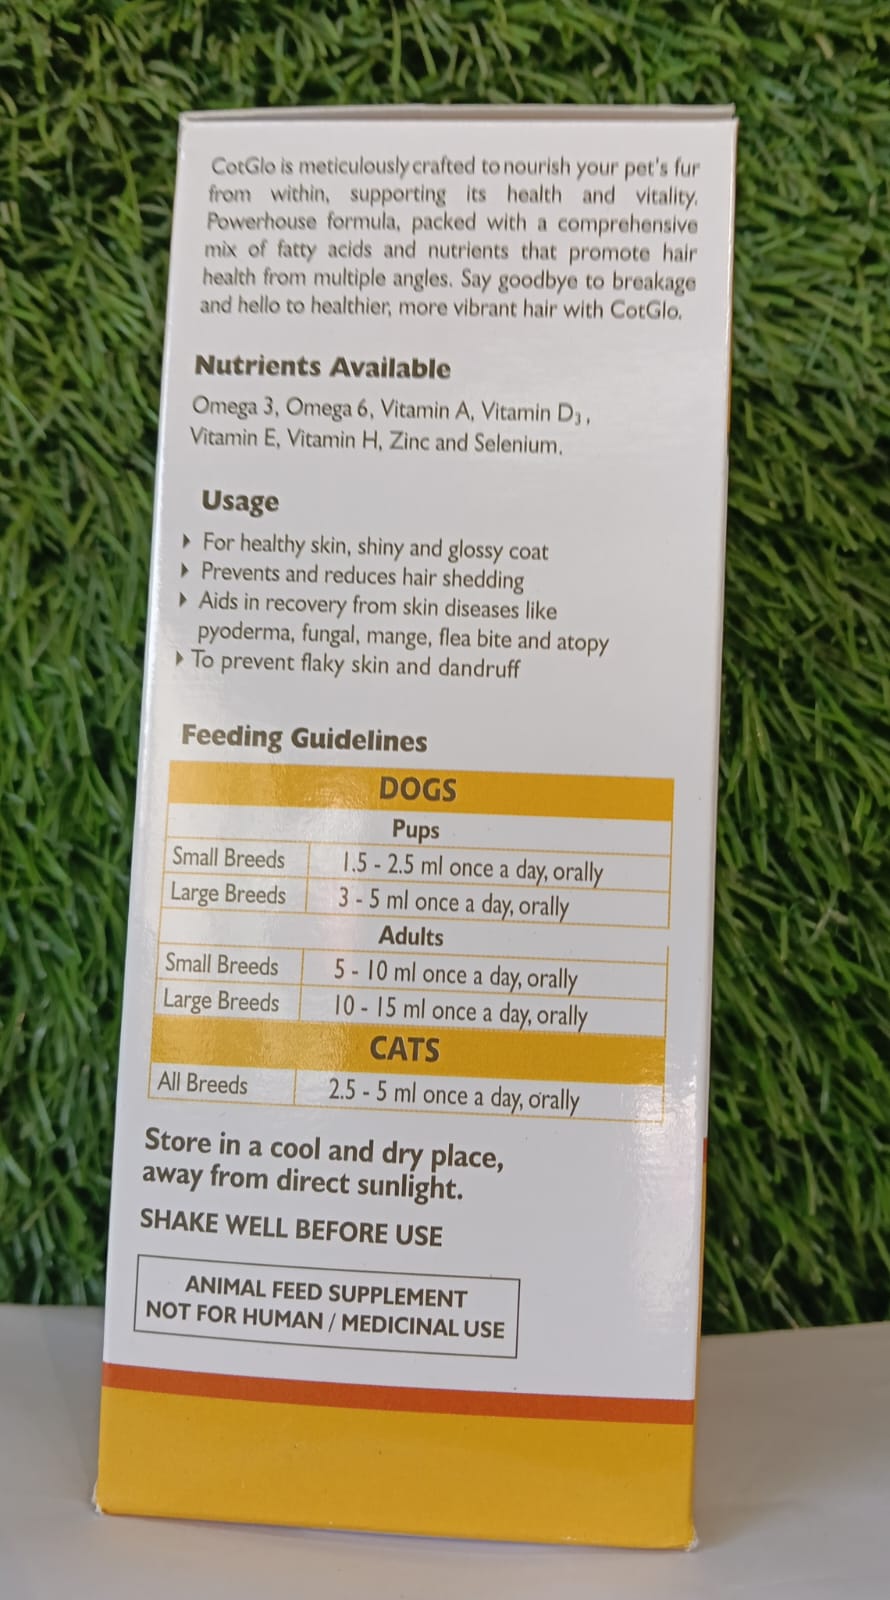 CotGlo is meticulously crafted to nourish your pet's fur
from within, supporting its health and vitality.
Powerhouse formula, packed with a comprehensive
mix of fatty acids and nutrients that promote hair
health from multiple angles. Say goodbye to breakage
and hello to healthier, more vibrant hair with CotGlo.
Nutrients Available
Omega 3, Omega 6, Vitamin A, Vitamin D₃,
Vitamin E, Vitamin H, Zinc and Selenium.
Usage
For healthy skin, shiny and glossy coat
Prevents and reduces hair shedding
Aids in recovery from skin diseases like
pyoderma, fungal, mange, flea bite and atopy
To prevent flaky skin and dandruff
Feeding Guidelines
DOGS
Pups
Small Breeds 1.5 - 2.5 ml once a day, orally
Large Breeds 3 - 5 ml once a day, orally
Adults
Small Breeds 5 - 10 ml once a day, orally
Large Breeds 10 - 15 ml once a day, orally
CATS
All Breeds 2.5 - 5 ml once a day, orally
Store in a cool and dry place,
away from direct sunlight.
SHAKE WELL BEFORE USE
ANIMAL FEED SUPPLEMENT
NOT FOR HUMAN / MEDICINAL USE